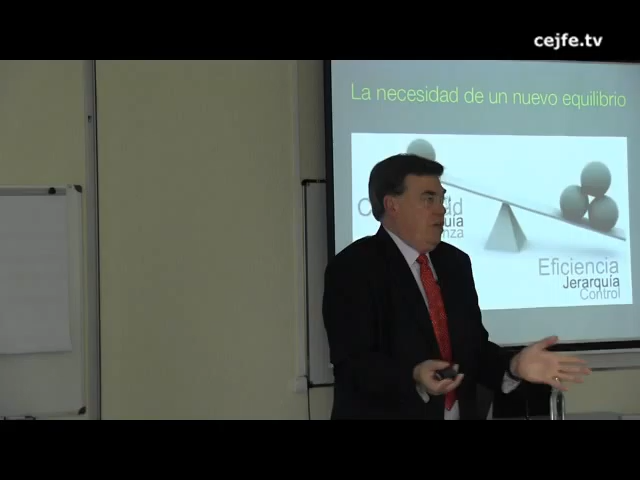 cejfe.tv
La necesidad de un nuevo equilibrio
Eficiencia
Jerarquía
Control